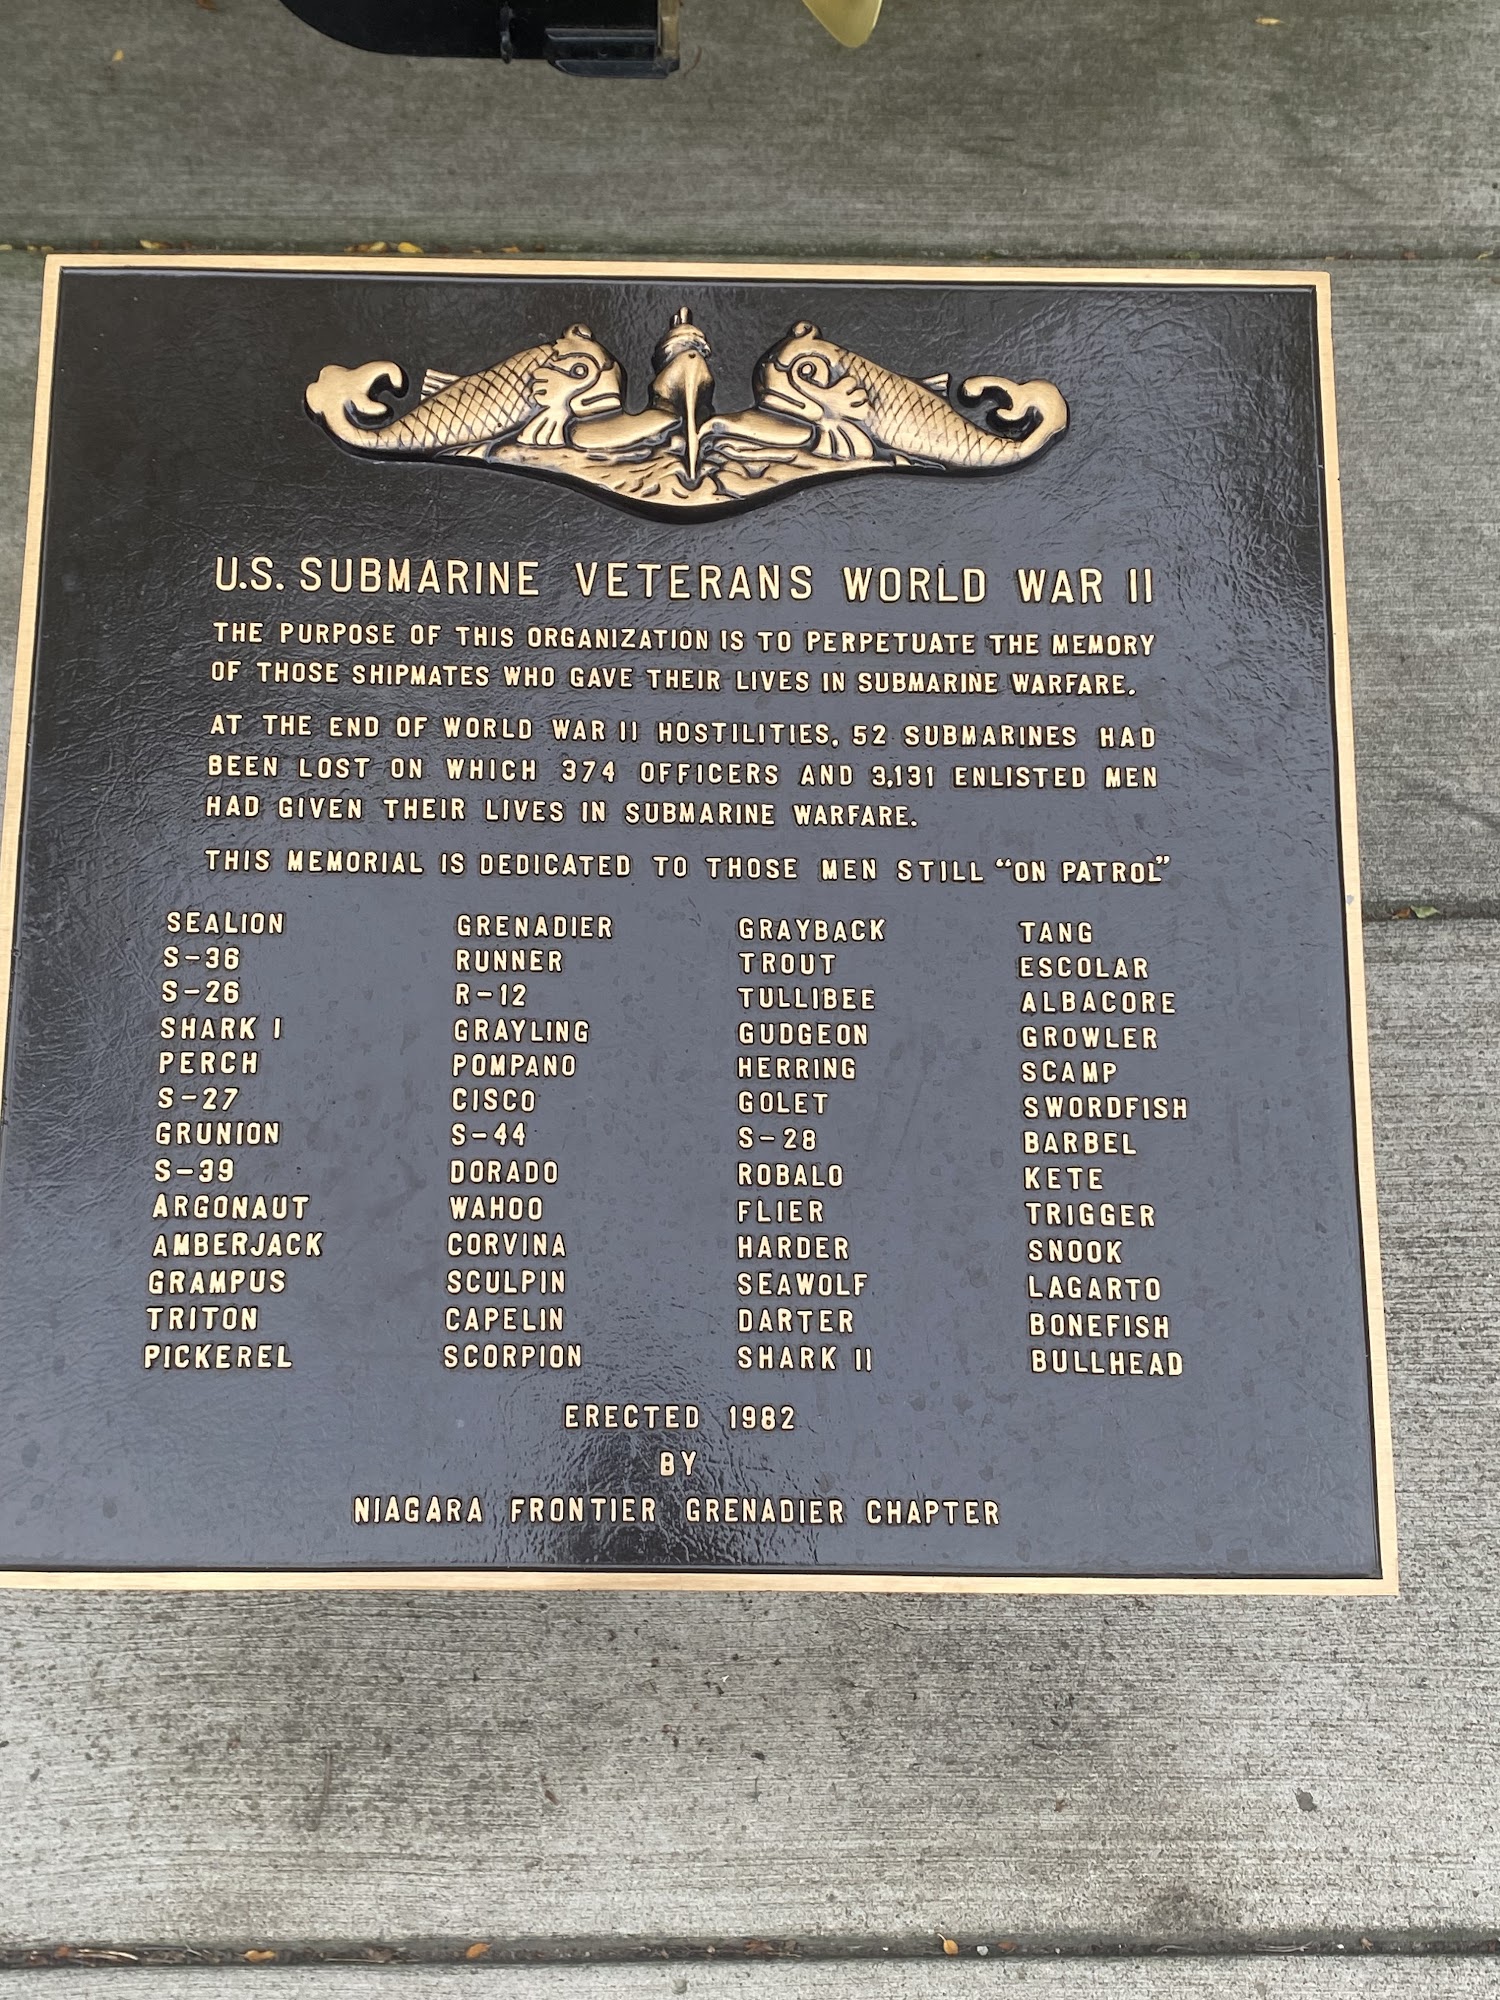 U.S. SUBMARINE VETERANS WORLD WAR II
THE PURPOSE OF THIS ORGANIZATION IS TO PERPETUATE THE MEMORY
OF THOSE SHIPMATES WHO GAVE THEIR LIVES IN SUBMARINE WARFARE.
AT THE END OF WORLD WAR II HOSTILITIES, 52 SUBMARINES HAD
BEEN LOST ON WHICH 374 OFFICERS AND 3,131 ENLISTED MEN
HAD GIVEN THEIR LIVES IN SUBMARINE WARFARE.
THIS MEMORIAL IS DEDICATED TO THOSE MEN STILL “ON PATROL”
SEALION GRENADIER GRAYBACK TANG
S-36 RUNNER TROUT ESCOLAR
S-26 R-12 TULLIBEE ALBACORE
SHARK I GRAYLING GUDGEON GROWLER
PERCH POMPANO HERRING SCAMP
S-27 CISCO GOLET SWORDFISH
GRUNION S-44 S-28 BARBEL
S-39 DORADO ROBALO KETE
ARGONAUT WAHOO FLIER TRIGGER
AMBERJACK CORVINA HARDER SNOOK
GRAMPUS SCULPIN SEAWOLF LAGARTO
TRITON CAPELIN DARTER BONEFISH
PICKEREL SCORPION SHARK II BULLHEAD
ERECTED 1982
BY
NIAGARA FRONTIER GRENADIER CHAPTER